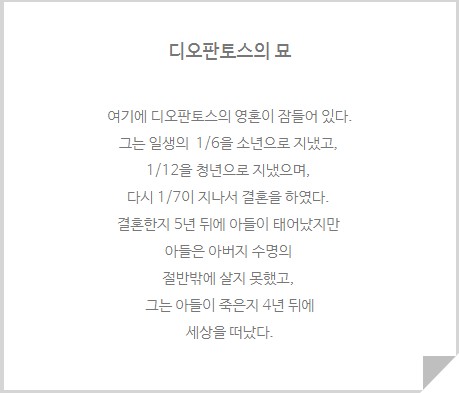 디오판토스의 묘
여기에 디오판토스의 영혼이 잠들어 있다.
그는 일생의 1/6을 소년으로 지냈고,
1/12을 청년으로 지냈으며,
다시 1/7이 지나서 결혼을 하였다.
결혼한지 5년 뒤에 아들이 태어났지만
아들은 아버지 수명의
절반밖에 살지 못했고,
그는 아들이 죽은지 4년 뒤에
세상을 떠났다.